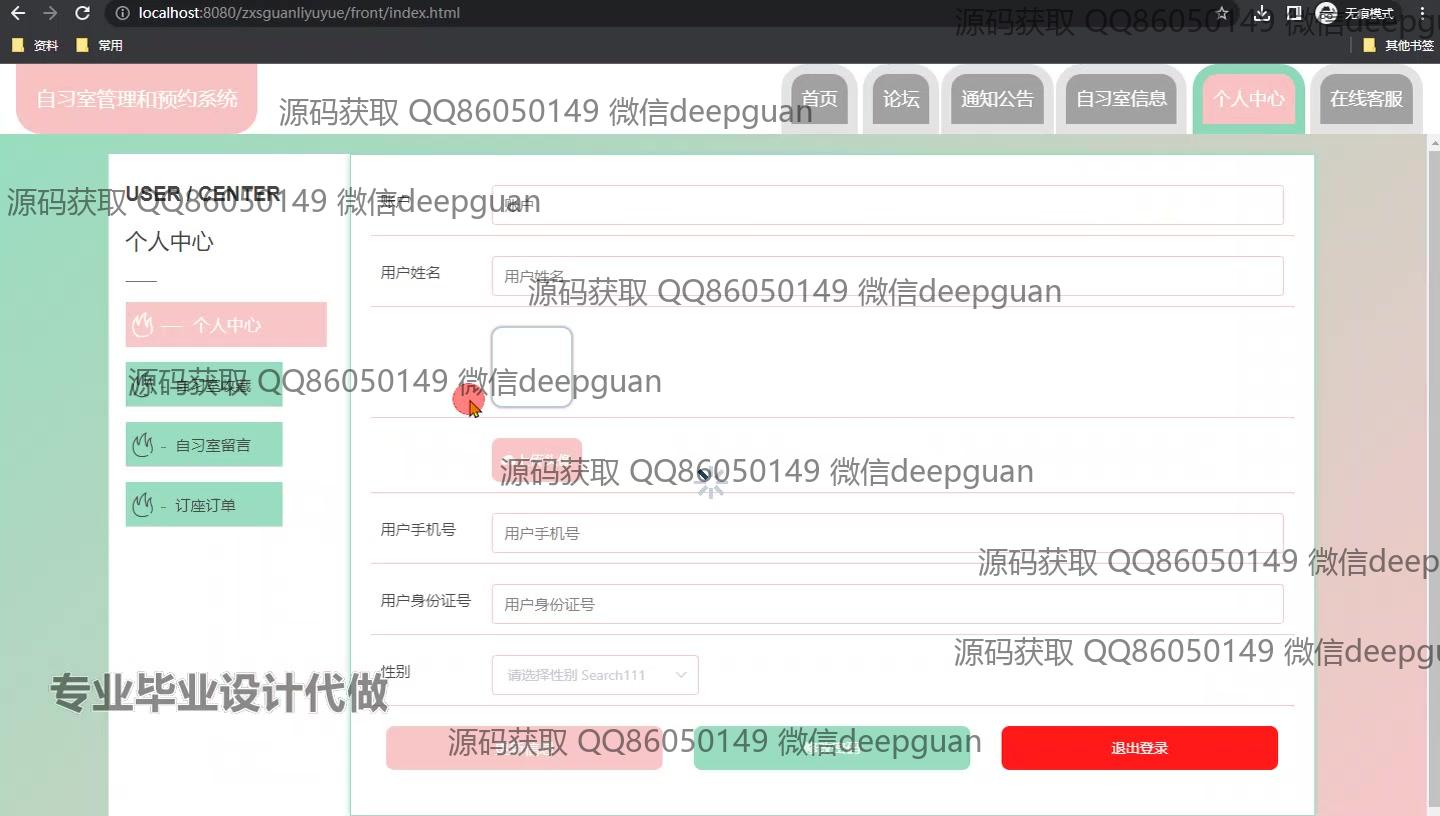 localhost:8080/zxsguanliyuyue/front/index.html
无痕模式
资料
常用
其他书签
源码获取 QQ86050149 微信deepgu
自习室管理和预约系统
首页
论坛
通知公告
自习室信息
个人中心
在线客服
源码获取 QQ86050149 微信deepguan
USER / CENTER
源码获取 QQ86050149 微信deepguan
账户
账户
个人中心
用户姓名
用户姓名
源码获取 QQ86050149 微信deepguan
— 个人中心
- 自习室收藏
源码获取 QQ86050149 微信deepguan
- 自习室留言
源码获取 QQ86050149 微信deepguan
- 订座订单
用户手机号
用户手机号
源码获取 QQ86050149 微信deep
用户身份证号
用户身份证号
源码获取 QQ86050149 微信deepgu
性别
请选择性别 Search111
专业毕业设计代做
源码获取 QQ86050149 微信deepguan
退出登录